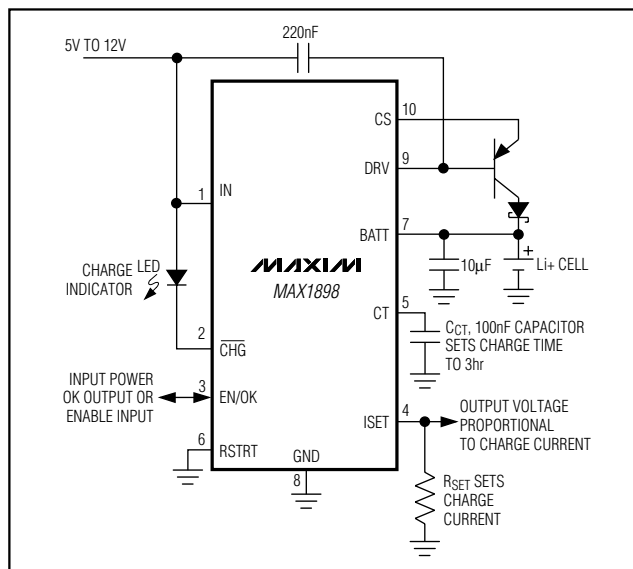 220nF
5V TO 12V
10
CS
9
DRV
1
IN
7
BATT
LED
CHARGE
INDICATOR
MAXIM
MAX1898
10µF
+
Li+ CELL
5
CT
CCT, 100nF CAPACITOR
SETS CHARGE TIME
TO 3hr
2
CHG
INPUT POWER
OK OUTPUT OR
ENABLE INPUT
3
EN/OK
4
ISET
OUTPUT VOLTAGE
PROPORTIONAL
TO CHARGE CURRENT
6
RSTRT
GND
8
RSET SETS
CHARGE
CURRENT